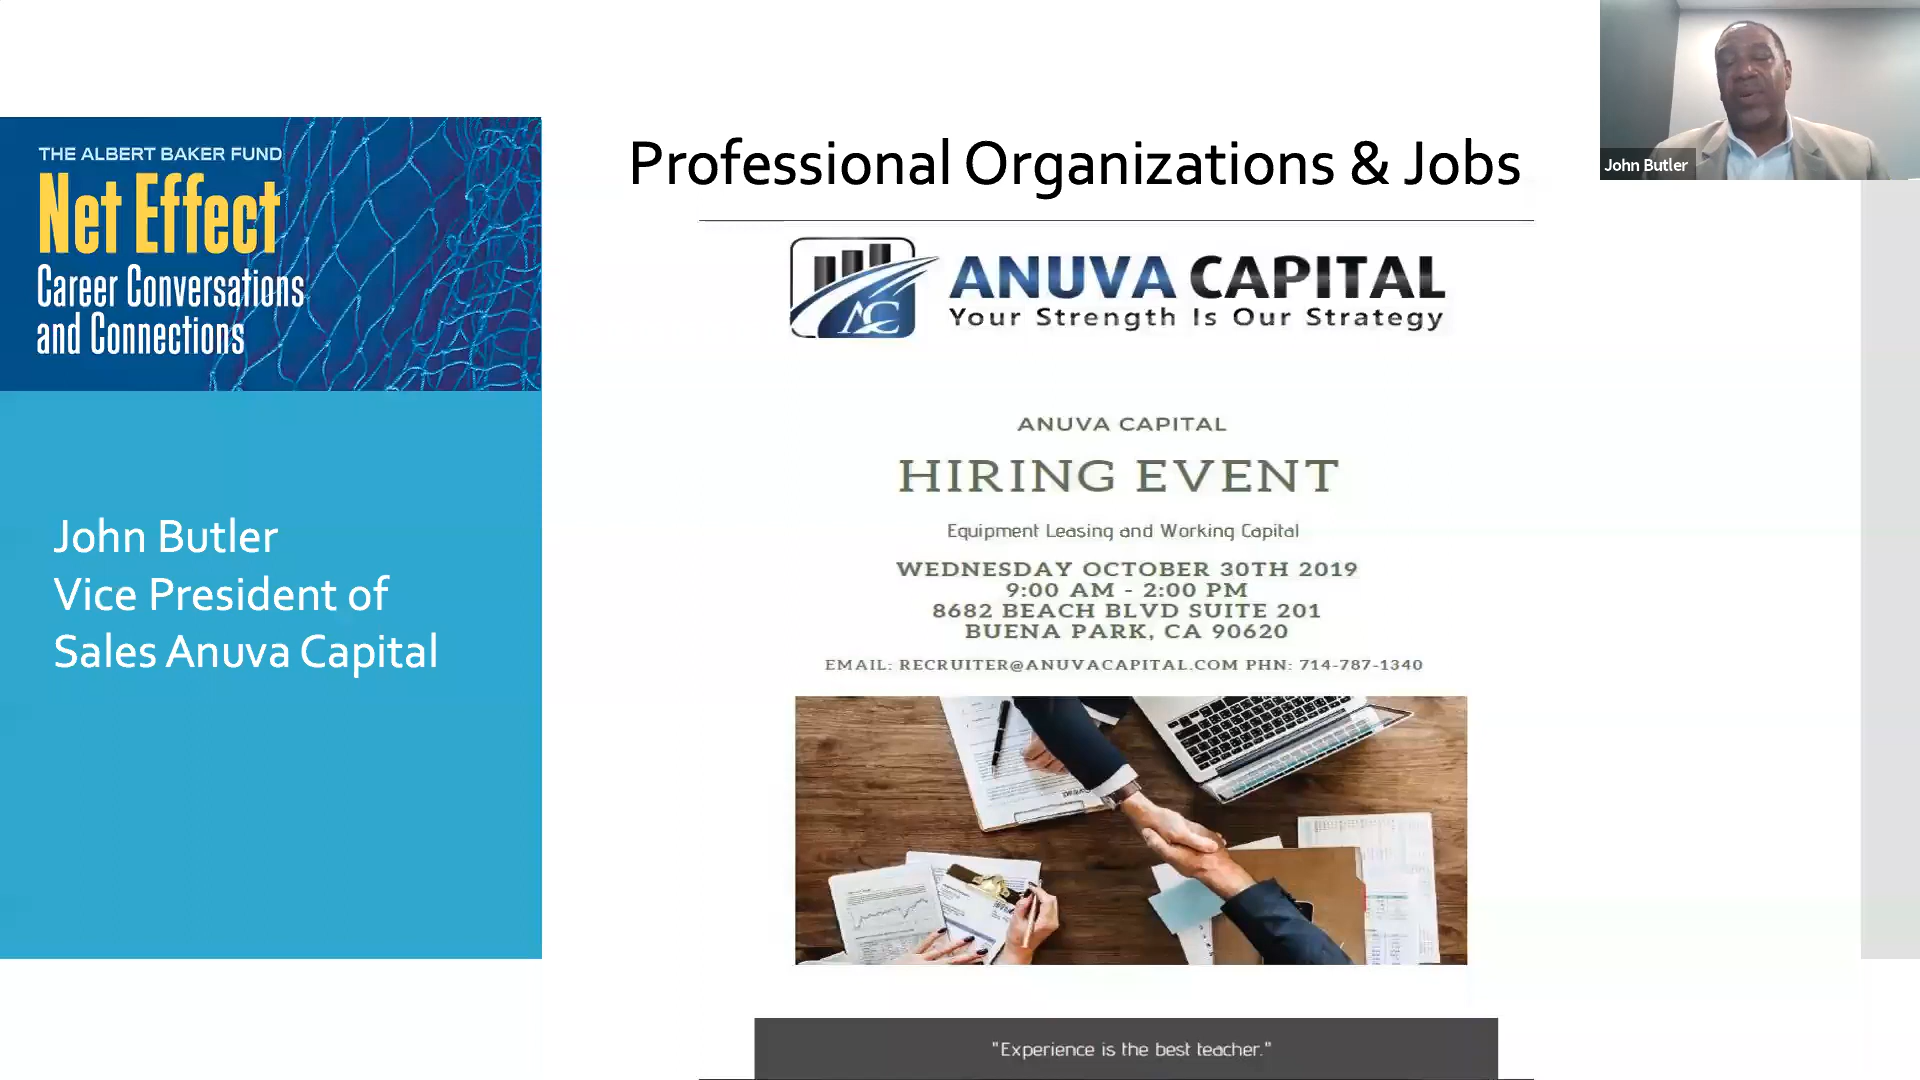 THE ALBERT BAKER FUND
Net Effect
Career Conversations
and Connections
John Butler
Vice President of
Sales Anuva Capital
Professional Organizations & Jobs
AC
ANUVA CAPITAL
Your Strength Is Our Strategy
ANUVA CAPITAL
HIRING EVENT
Equipment Leasing and Working Capital
WEDNESDAY OCTOBER 30TH 2019
9:00 AM - 2:00 PM
8682 BEACH BLVD SUITE 201
BUENA PARK, CA 90620
EMAIL: RECRUITER@ANUVACAPITAL.COM PHN: 714-787-1340
"Experience is the best teacher."
John Butler